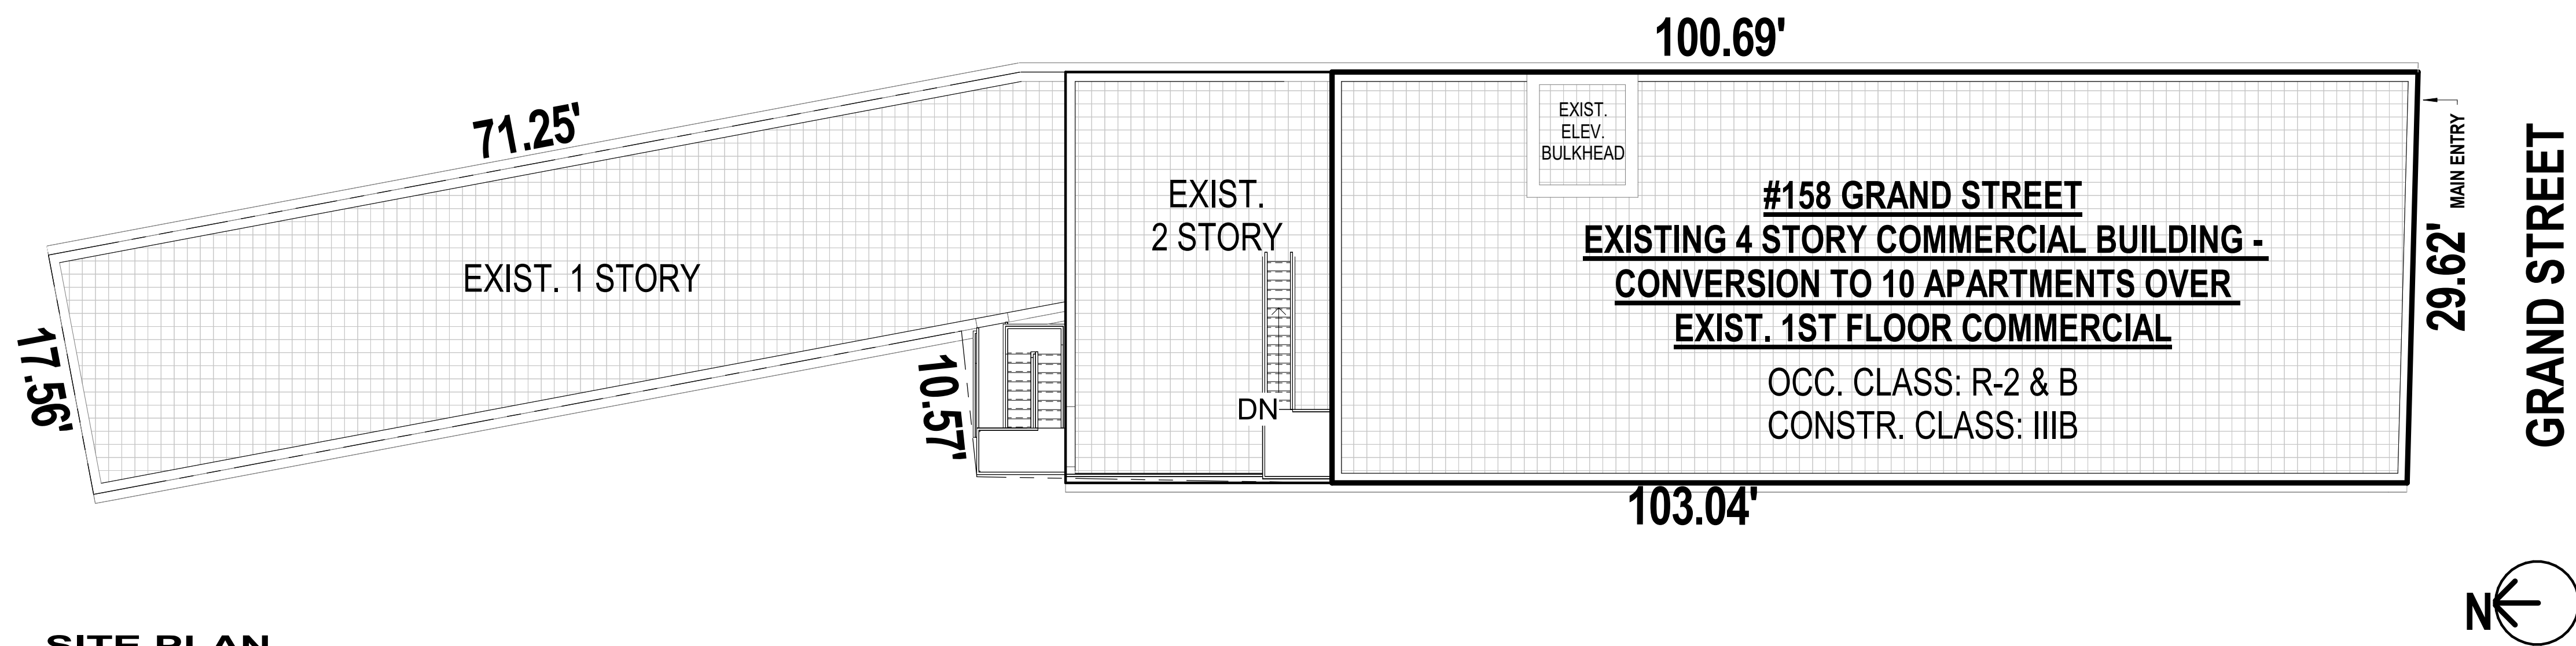 100.69'
71.25'
EXIST.
ELEV.
BULKHEAD
MAIN ENTRY
GRAND STREET
EXIST.
2 STORY
#158 GRAND STREET
EXISTING 4 STORY COMMERCIAL BUILDING -
CONVERSION TO 10 APARTMENTS OVER
EXIST. 1ST FLOOR COMMERCIAL
29.62'
EXIST. 1 STORY
17.56'
10.57'
DN
OCC. CLASS: R-2 & B
CONSTR. CLASS: IIIB
103.04'
N
SITE PLAN